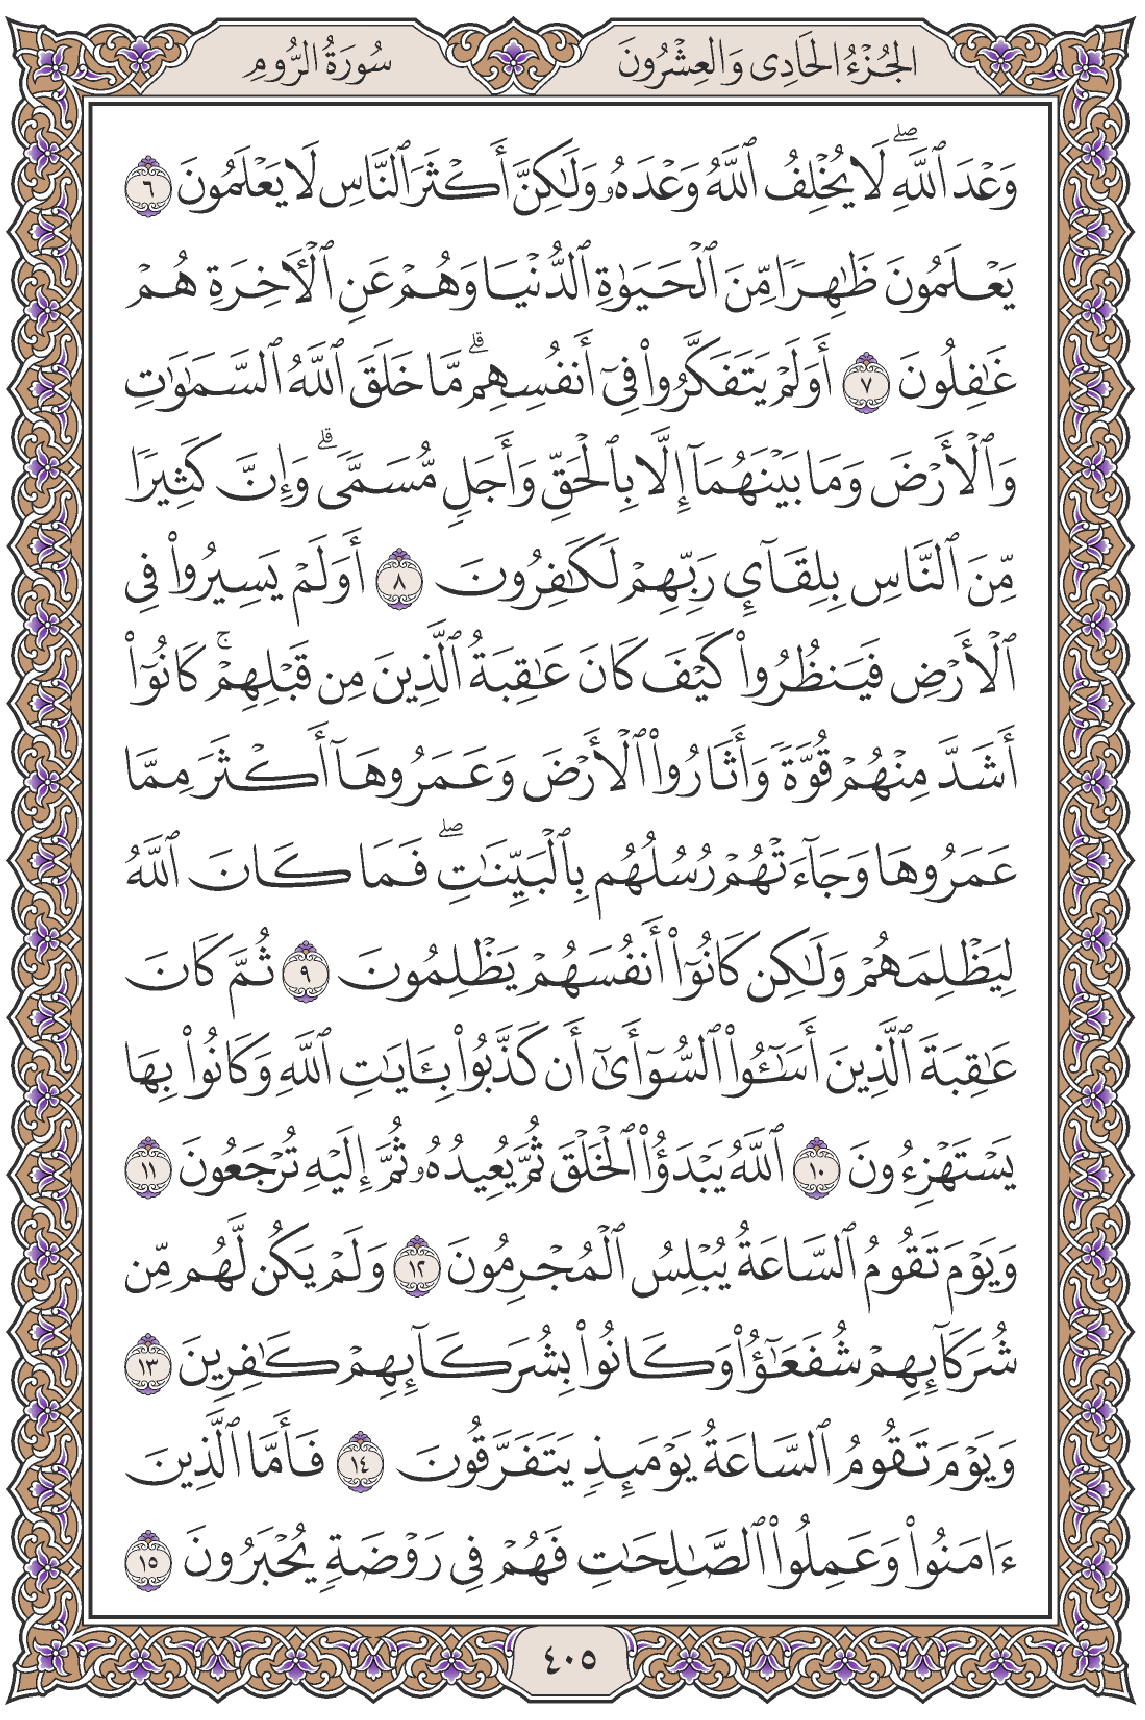 الجُزْءُ الحَادِى وَالعِشْرُونَ
سُورَةُ الرُّومِ
وَعْدَ ٱللَّهِۖ لَا يُخْلِفُ ٱللَّهُ وَعْدَهُۥ وَلَٰكِنَّ أَكْثَرَ ٱلنَّاسِ لَا يَعْلَمُونَ ٦
يَعْلَمُونَ ظَٰهِرًا مِّنَ ٱلْحَيَوٰةِ ٱلدُّنْيَا وَهُمْ عَنِ ٱلْأٓخِرَةِ هُمْ
غَٰفِلُونَ ٧ أَوَلَمْ يَتَفَكَّرُوا۟ فِىٓ أَنفُسِهِمۗ مَّا خَلَقَ ٱللَّهُ ٱلسَّمَٰوَٰتِ
وَٱلْأَرْضَ وَمَا بَيْنَهُمَآ إِلَّا بِٱلْحَقِّ وَأَجَلٍ مُّسَمًّىۗ وَإِنَّ كَثِيرًا
مِّنَ ٱلنَّاسِ بِلِقَآئِ رَبِّهِمْ لَكَٰفِرُونَ ٨ أَوَلَمْ يَسِيرُوا۟ فِى
ٱلْأَرْضِ فَيَنظُرُوا۟ كَيْفَ كَانَ عَٰقِبَةُ ٱلَّذِينَ مِن قَبْلِهِمْۚ كَانُوٓا۟
أَشَدَّ مِنْهُمْ قُوَّةً وَأَثَارُوا۟ ٱلْأَرْضَ وَعَمَرُوهَآ أَكْثَرَ مِمَّا
عَمَرُوهَا وَجَآءَتْهُمْ رُسُلُهُم بِٱلْبَيِّنَٰتِۖ فَمَا كَانَ ٱللَّهُ
لِيَظْلِمَهُمْ وَلَٰكِن كَانُوٓا۟ أَنفُسَهُمْ يَظْلِمُونَ ٩ ثُمَّ كَانَ
عَٰقِبَةَ ٱلَّذِينَ أَسَٰٓـُٔوا۟ ٱلسُّوٓأَىٰٓ أَن كَذَّبُوا۟ بِـَٔايَٰتِ ٱللَّهِ وَكَانُوا۟ بِهَا
يَسْتَهْزِءُونَ ١٠ ٱللَّهُ يَبْدَؤُا۟ ٱلْخَلْقَ ثُمَّ يُعِيدُهُۥ ثُمَّ إِلَيْهِ تُرْجَعُونَ ١١
وَيَوْمَ تَقُومُ ٱلسَّاعَةُ يُبْلِسُ ٱلْمُجْرِمُونَ ١٢ وَلَمْ يَكُن لَّهُم مِّن
شُرَكَآئِهِمْ شُفَعَٰٓؤُا۟ وَكَانُوا۟ بِشُرَكَآئِهِمْ كَٰفِرِينَ ١٣
وَيَوْمَ تَقُومُ ٱلسَّاعَةُ يَوْمَئِذٍ يَتَفَرَّقُونَ ١٤ فَأَمَّا ٱلَّذِينَ
ءَامَنُوا۟ وَعَمِلُوا۟ ٱلصَّٰلِحَٰتِ فَهُمْ فِى رَوْضَةٍ يُحْبَرُونَ ١٥
٤٠٥